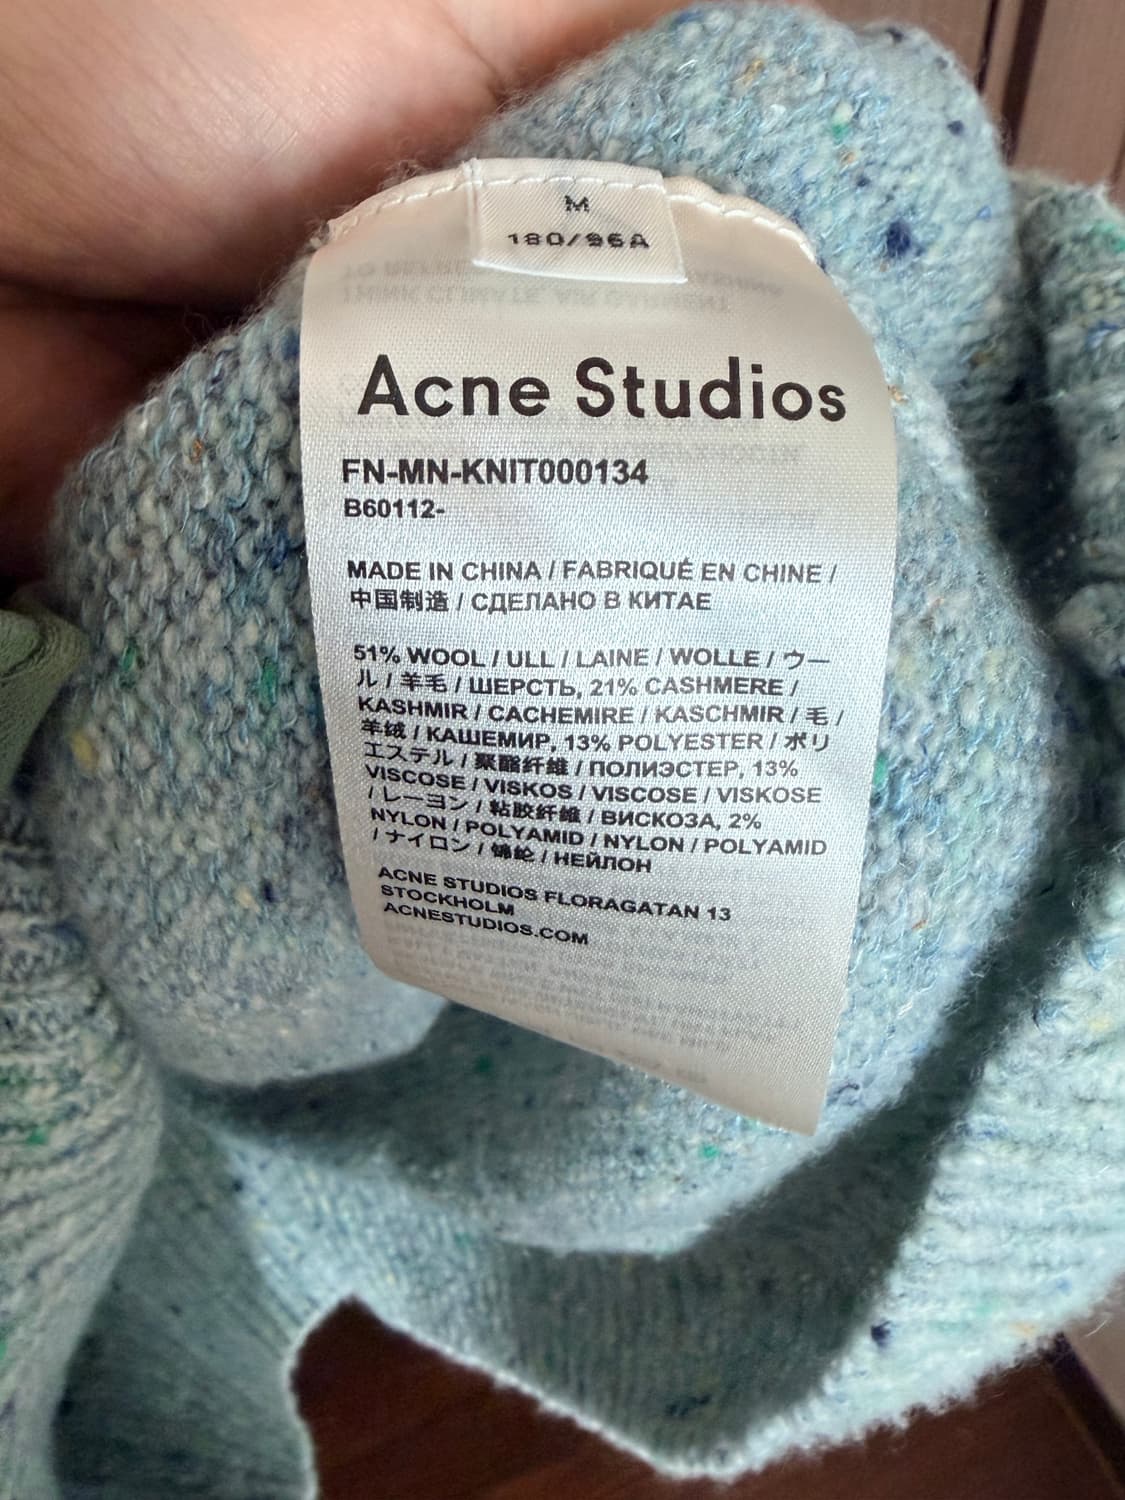 M
180/96A
Acne Studios
FN-MN-KNIT000134
B60112-
MADE IN CHINA / FABRIQUÉ EN CHINE /
中国制造 / СДЕЛАНО В КИТАЕ
51% WOOL / ULL / LAINE / WOLLE / ウー
ル / 羊毛 / ШЕРСТЬ, 21% CASHMERE /
KASHMIR / CACHEMIRE / KASCHMIR / 毛 /
羊绒 / КАШЕМИР, 13% POLYESTER / ポリ
エステル / 聚酯纤维 / ПОЛИЭСТЕР, 13%
VISCOSE / VISKOS / VISCOSE / VISKOSE
/ レーヨン / 粘胶纤维 / ВИСКОЗА, 2%
NYLON / POLYAMID / NYLON / POLYAMID
/ ナイロン / 锦纶 / НЕЙЛОН
ACNE STUDIOS FLORAGATAN 13
STOCKHOLM
ACNESTUDIOS.COM